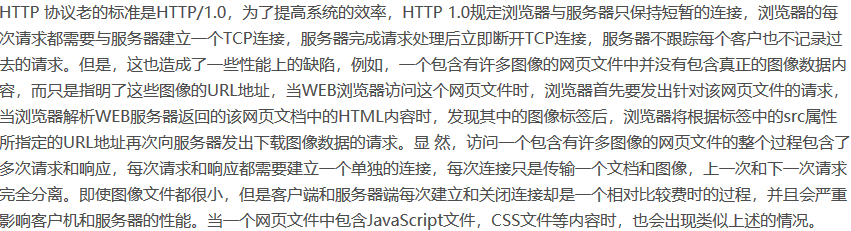 HTTP 协议老的标准是HTTP/1.0，为了提高系统的效率，HTTP 1.0规定浏览器与服务器只保持短暂的连接，浏览器的每
次请求都需要与服务器建立一个TCP连接，服务器完成请求处理后立即断开TCP连接，服务器不跟踪每个客户也不记录过
去的请求。但是，这也造成了一些性能上的缺陷，例如，一个包含有许多图像的网页文件中并没有包含真正的图像数据内
容，而只是指明了这些图像的URL地址，当WEB浏览器访问这个网页文件时，浏览器首先要发出针对该网页文件的请求，
当浏览器解析WEB服务器返回的该网页文档中的HTML内容时，发现其中的图像标签后，浏览器将根据标签中的src属性
所指定的URL地址再次向服务器发出下载图像数据的请求。显 然，访问一个包含有许多图像的网页文件的整个过程包含了
多次请求和响应，每次请求和响应都需要建立一个单独的连接，每次连接只是传输一个文档和图像，上一次和下一次请求
完全分离。即使图像文件都很小，但是客户端和服务器端每次建立和关闭连接却是一个相对比较费时的过程，并且会严重
影响客户机和服务器的性能。当一个网页文件中包含JavaScript文件，CSS文件等内容时，也会出现类似上述的情况。